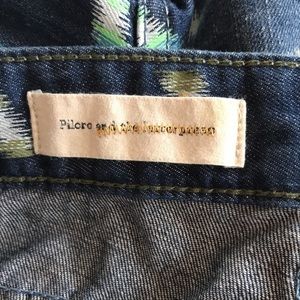 Pilcro and the letterpress